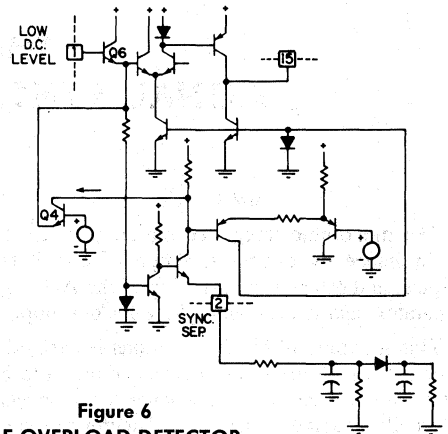 LOW
D.C.
LEVEL
1
Q6
+
+
+
+
15
Q4
+
-
+
+
+
+
-
2
SYNC.
SEP.
Figure 6